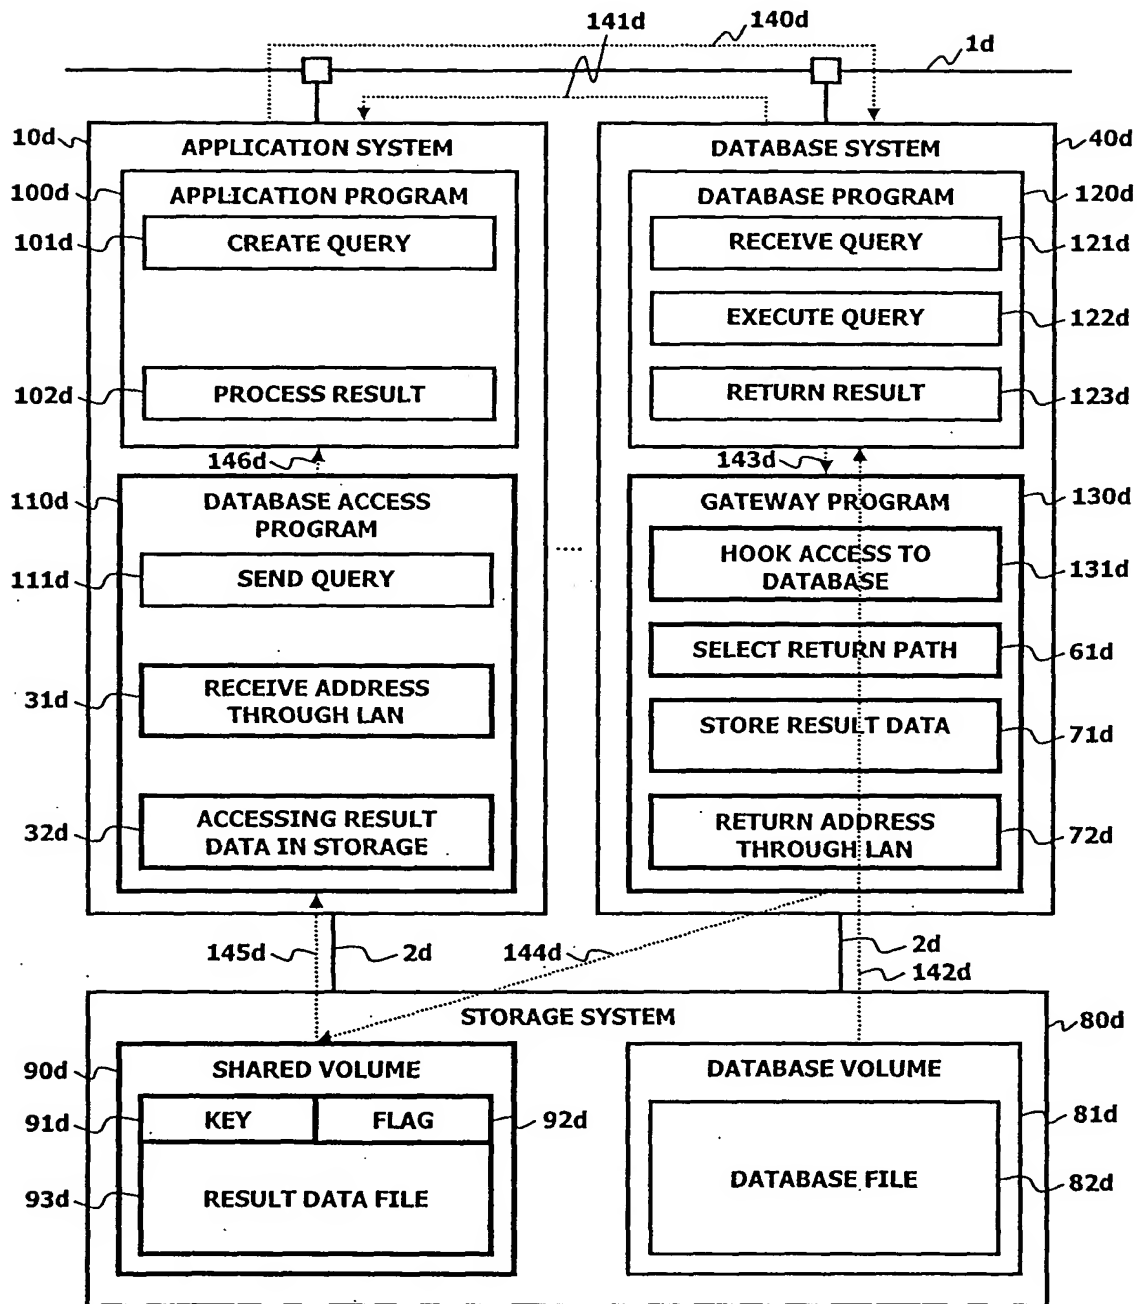 141d
140d
1d
10d
APPLICATION SYSTEM
DATABASE SYSTEM
40d
100d
APPLICATION PROGRAM
DATABASE PROGRAM
120d
101d
CREATE QUERY
RECEIVE QUERY
121d
EXECUTE QUERY
122d
102d
PROCESS RESULT
RETURN RESULT
123d
146d
143d
110d
DATABASE ACCESS
PROGRAM
GATEWAY PROGRAM
130d
111d
SEND QUERY
HOOK ACCESS TO
DATABASE
131d
SELECT RETURN PATH
61d
31d
RECEIVE ADDRESS
THROUGH LAN
STORE RESULT DATA
71d
32d
ACCESSING RESULT
DATA IN STORAGE
RETURN ADDRESS
THROUGH LAN
72d
145d
2d
144d
2d
142d
STORAGE SYSTEM
80d
90d
SHARED VOLUME
DATABASE VOLUME
91d
KEY
FLAG
92d
81d
93d
RESULT DATA FILE
DATABASE FILE
82d